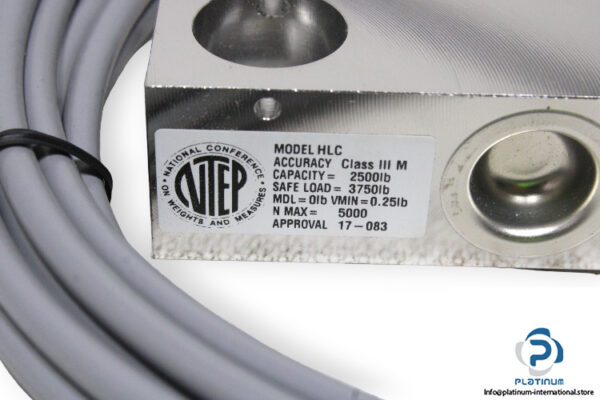 NATIONAL CONFERENCE
ON WEIGHTS AND MEASURES
NTEP
MODEL HLC
ACCURACY Class III M
CAPACITY = 2500lb
SAFE LOAD = 3750lb
MDL = 0lb VMIN = 0.25lb
N MAX = 5000
APPROVAL 17-083
PLATINUM
Info@platinum-international.store